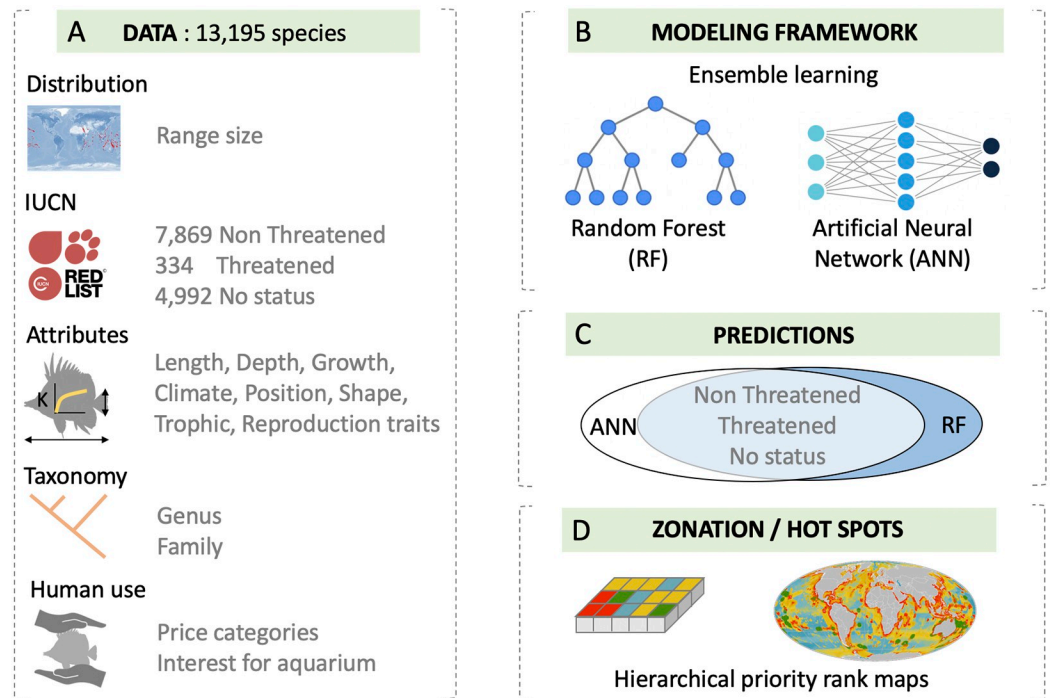 A DATA : 13,195 species
Distribution
Range size
IUCN
7,869 Non Threatened
334 Threatened
4,992 No status
IUCN
RED
LIST
Attributes
K
Length, Depth, Growth,
Climate, Position, Shape,
Trophic, Reproduction traits
Taxonomy
Genus
Family
Human use
Price categories
Interest for aquarium
B MODELING FRAMEWORK
Ensemble learning
Random Forest
(RF)
Artificial Neural
Network (ANN)
C PREDICTIONS
ANN
Non Threatened
Threatened
No status
RF
D ZONATION / HOT SPOTS
Hierarchical priority rank maps